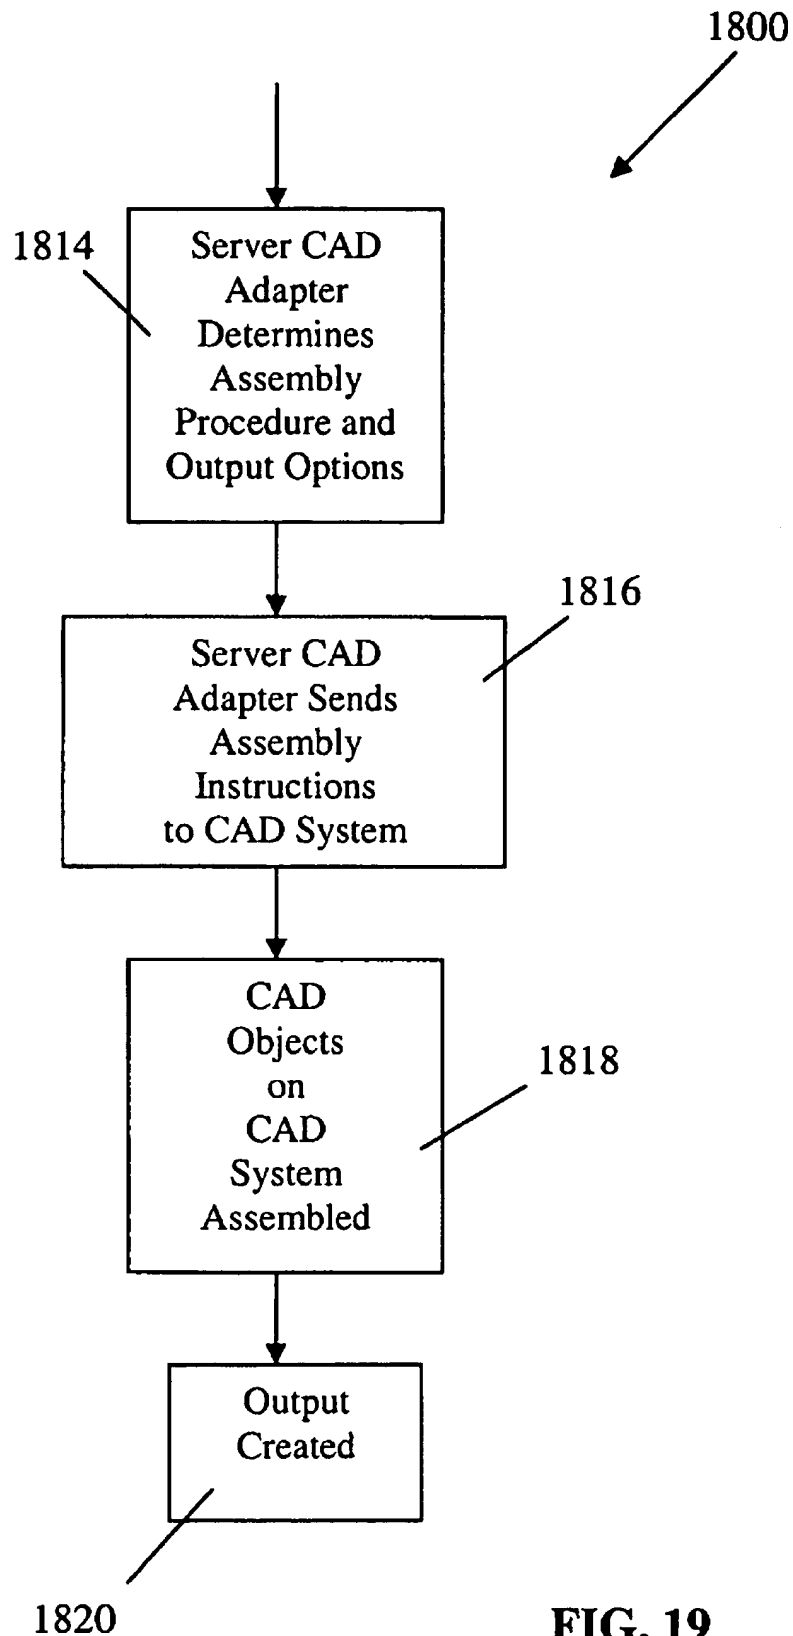 1800
1814
Server CAD
Adapter
Determines
Assembly
Procedure and
Output Options
1816
Server CAD
Adapter Sends
Assembly
Instructions
to CAD System
CAD
Objects
on
CAD
System
Assembled
1818
Output
Created
1820
FIG. 19